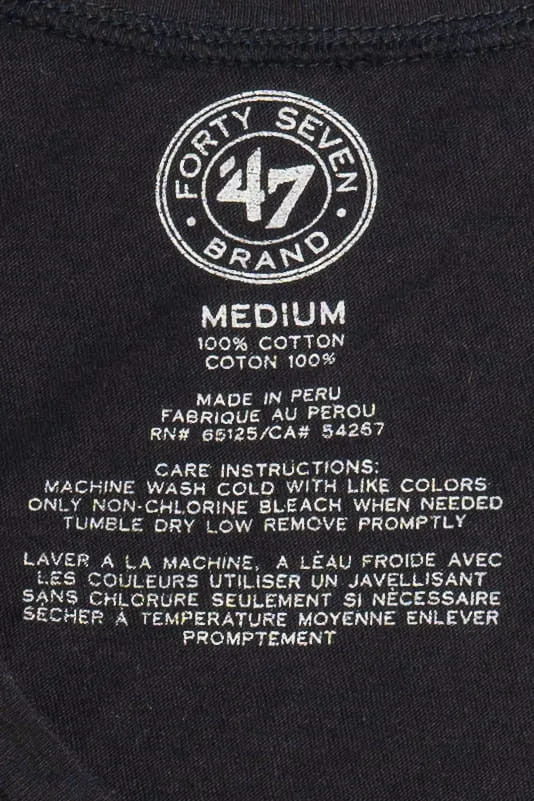 FORTY SEVEN
'47
BRAND
MEDIUM
100% COTTON
COTON 100%
MADE IN PERU
FABRIQUE AU PEROU
RN# 65125/CA# 54267
CARE INSTRUCTIONS:
MACHINE WASH COLD WITH LIKE COLORS
ONLY NON-CHLORINE BLEACH WHEN NEEDED
TUMBLE DRY LOW REMOVE PROMPTLY
LAVER A LA MACHINE, A LÉAU FROIDE AVEC
LES COULEURS UTILISER UN JAVELLISANT
SANS CHLORURE SEULEMENT SI NÉCESSAIRE
SÉCHER À TEMPÉRATURE MOYENNE ENLEVER
PROMPTEMENT